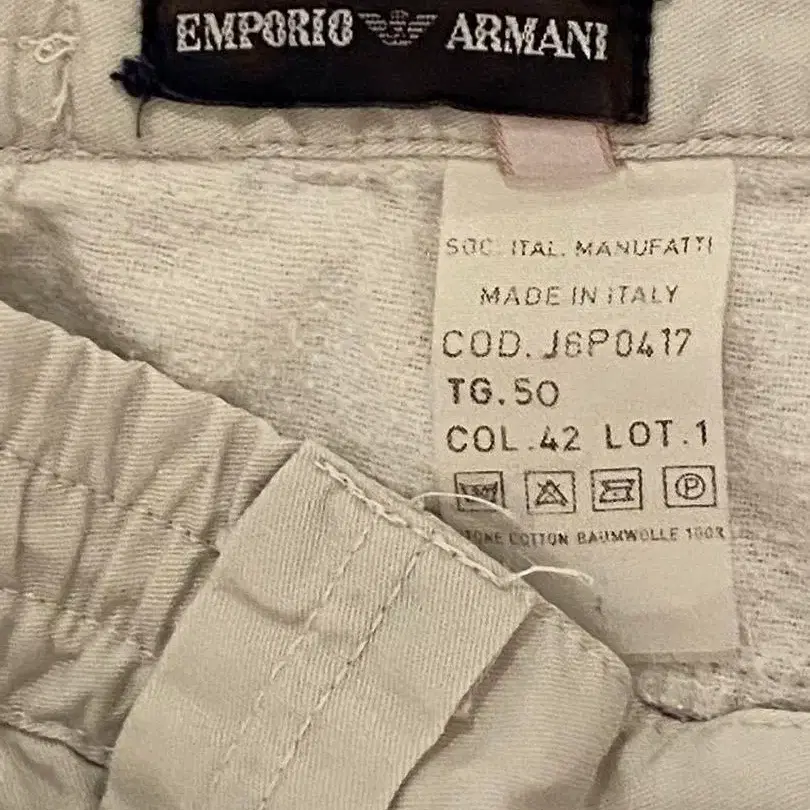 EMPORIO ARMANI
SOC. ITAL. MANUFATTI
MADE IN ITALY
COD. J6P0417
TG.50
COL.42 LOT.1
P
COTTON BAUMWOLLE 100%